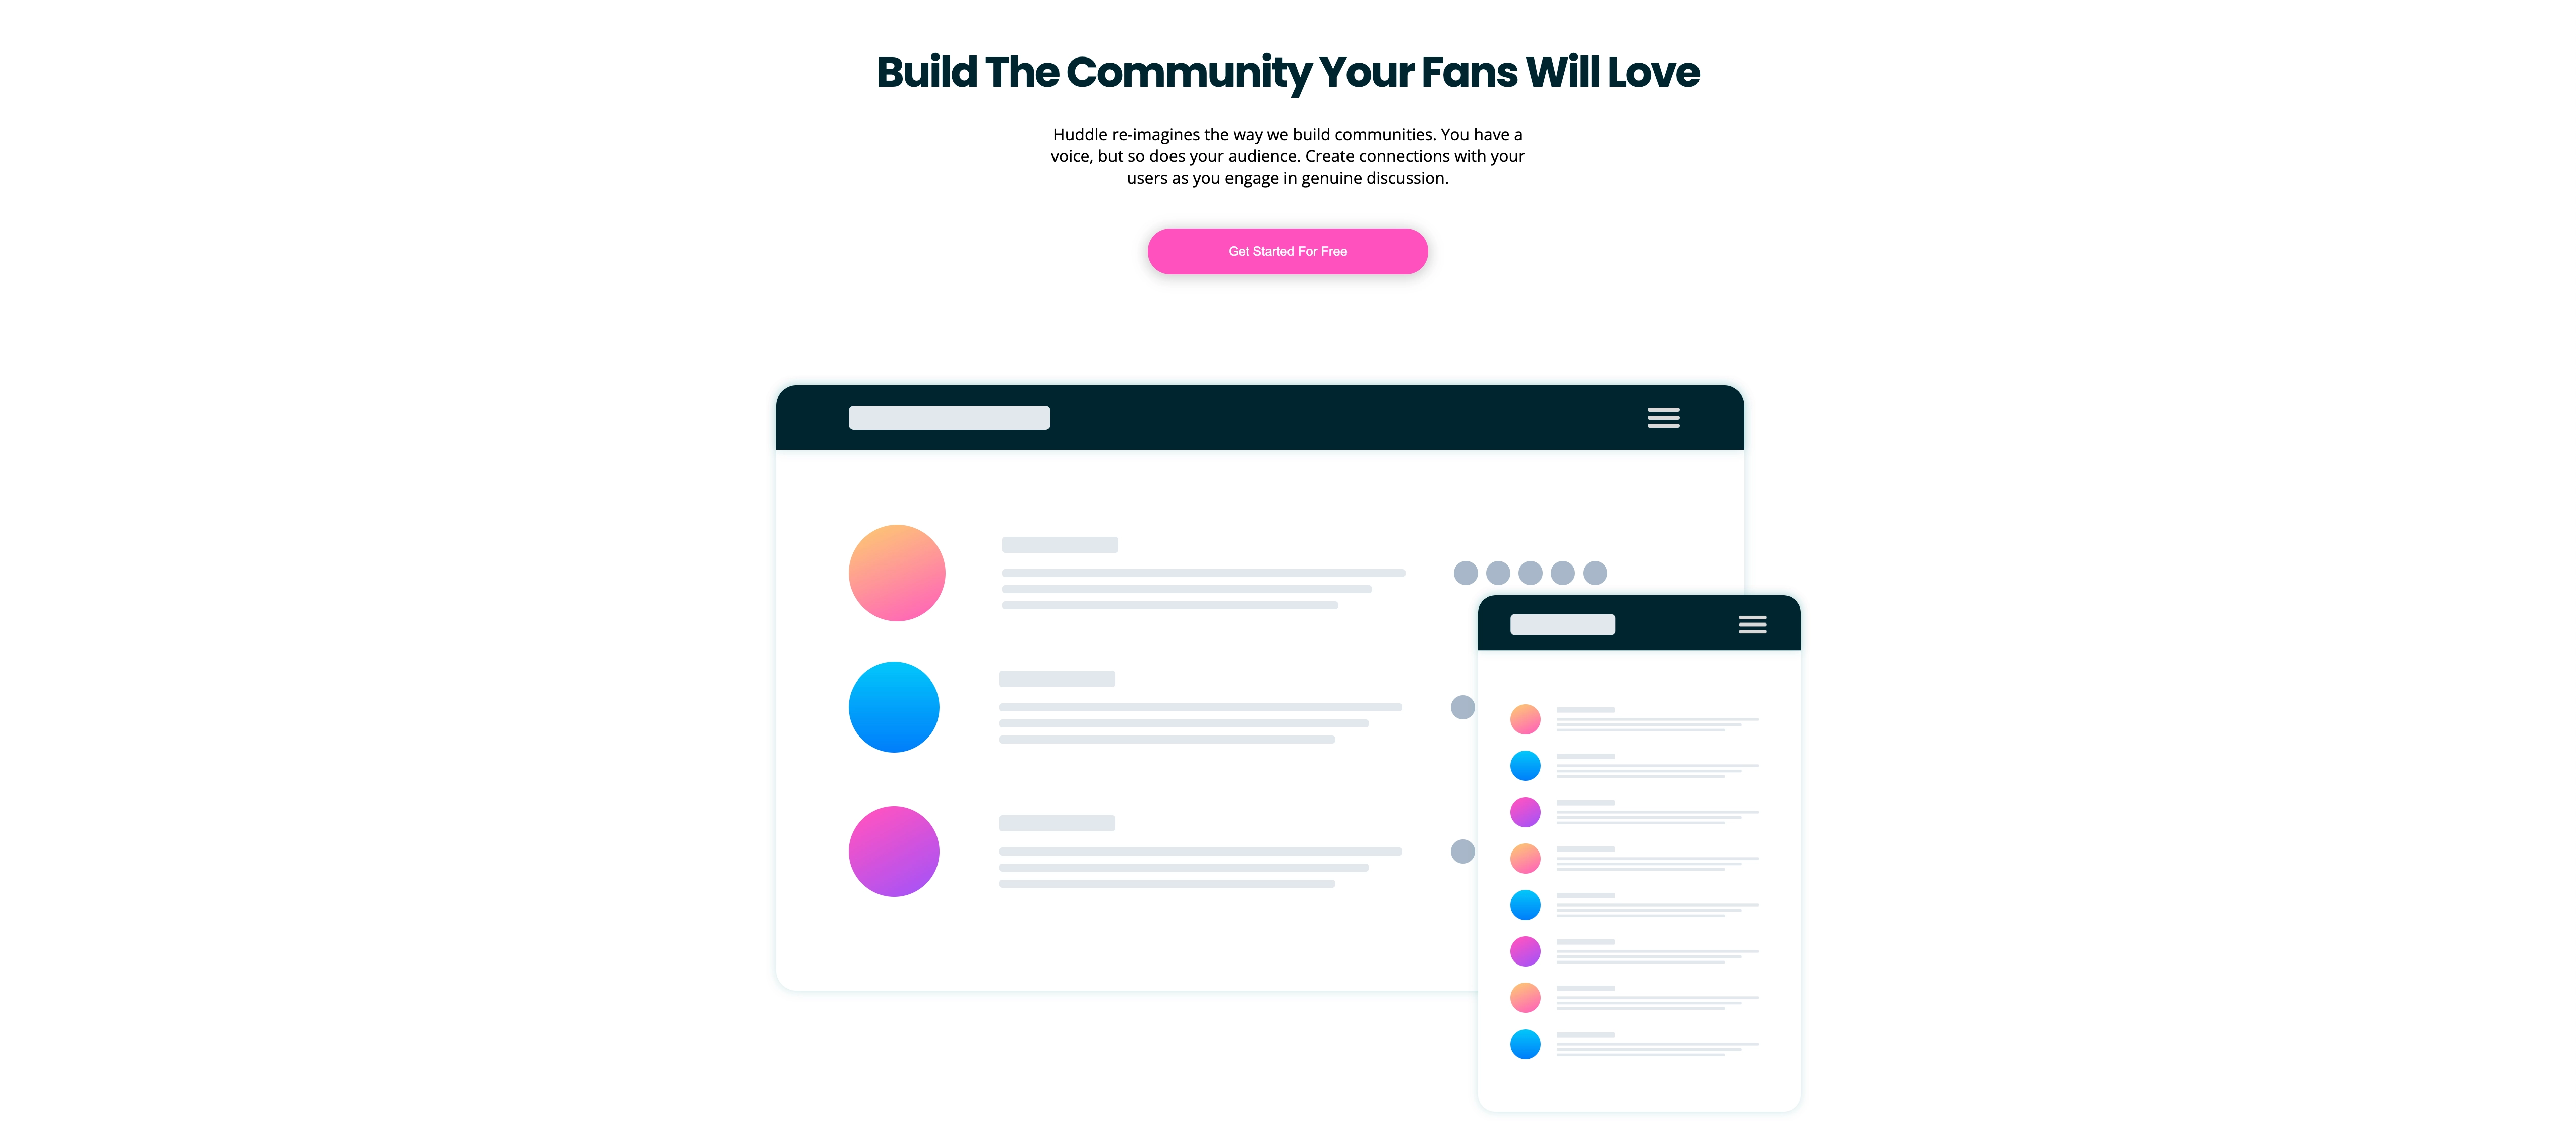 Build The Community Your Fans Will Love
Huddle re-imagines the way we build communities. You have a
voice, but so does your audience. Create connections with your
users as you engage in genuine discussion.
Get Started For Free